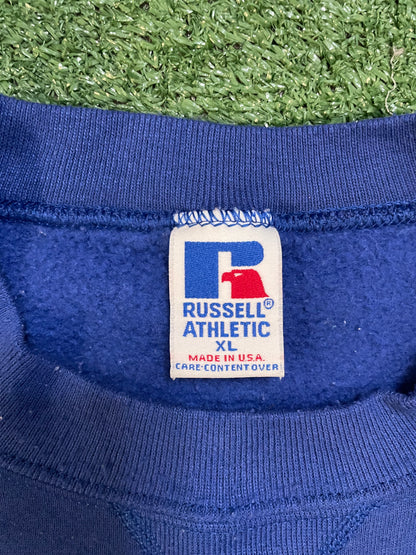 RUSSELL®
ATHLETIC
XL
MADE IN U.S.A.
CARE·CONTENT OVER